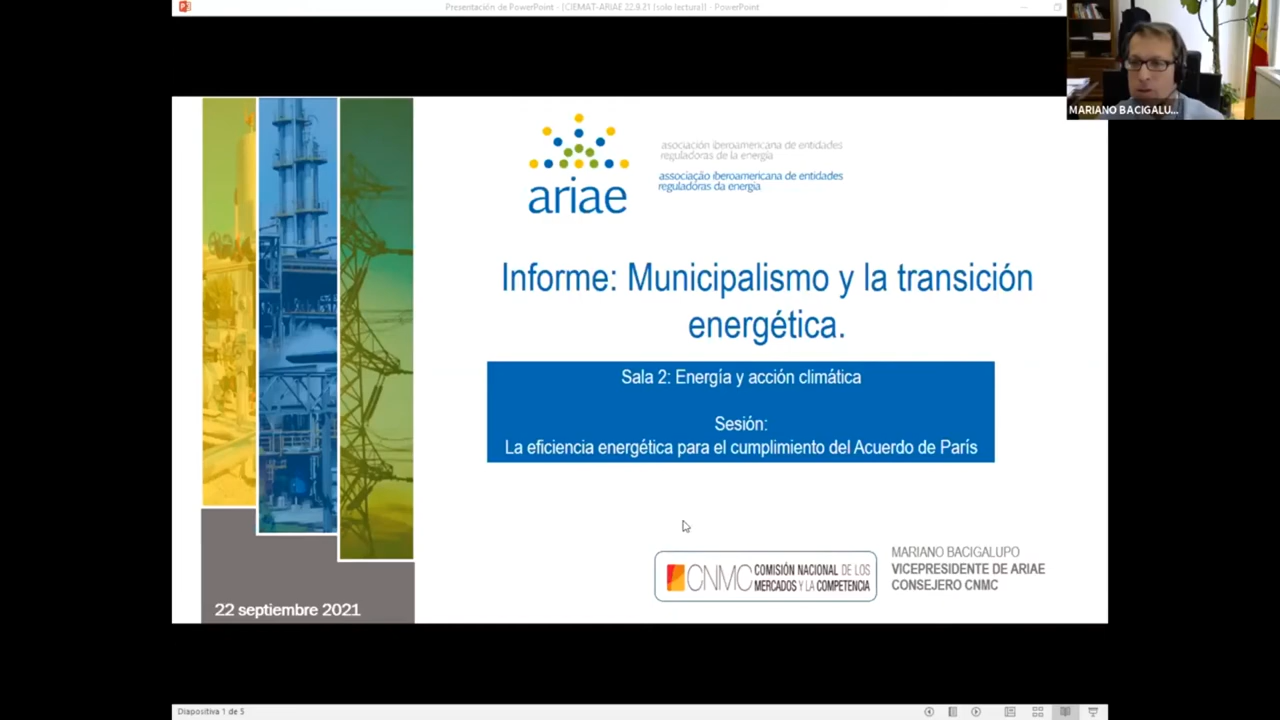 Presentación de PowerPoint - [CIEMAT-ARIAE 22.9.21 [solo lectura]] - PowerPoint
MARIANO BACIGALU...
ariae
asociación iberoamericana de entidades
reguladoras de la energía
associação iberoamericana de entidades
reguladoras da energia
Informe: Municipalismo y la transición
energética.
Sala 2: Energía y acción climática
Sesión:
La eficiencia energética para el cumplimiento del Acuerdo de París
CNMC
COMISIÓN NACIONAL DE LOS
MERCADOS Y LA COMPETENCIA
MARIANO BACIGALUPO
VICEPRESIDENTE DE ARIAE
CONSEJERO CNMC
22 septiembre 2021
Diapositiva 1 de 5